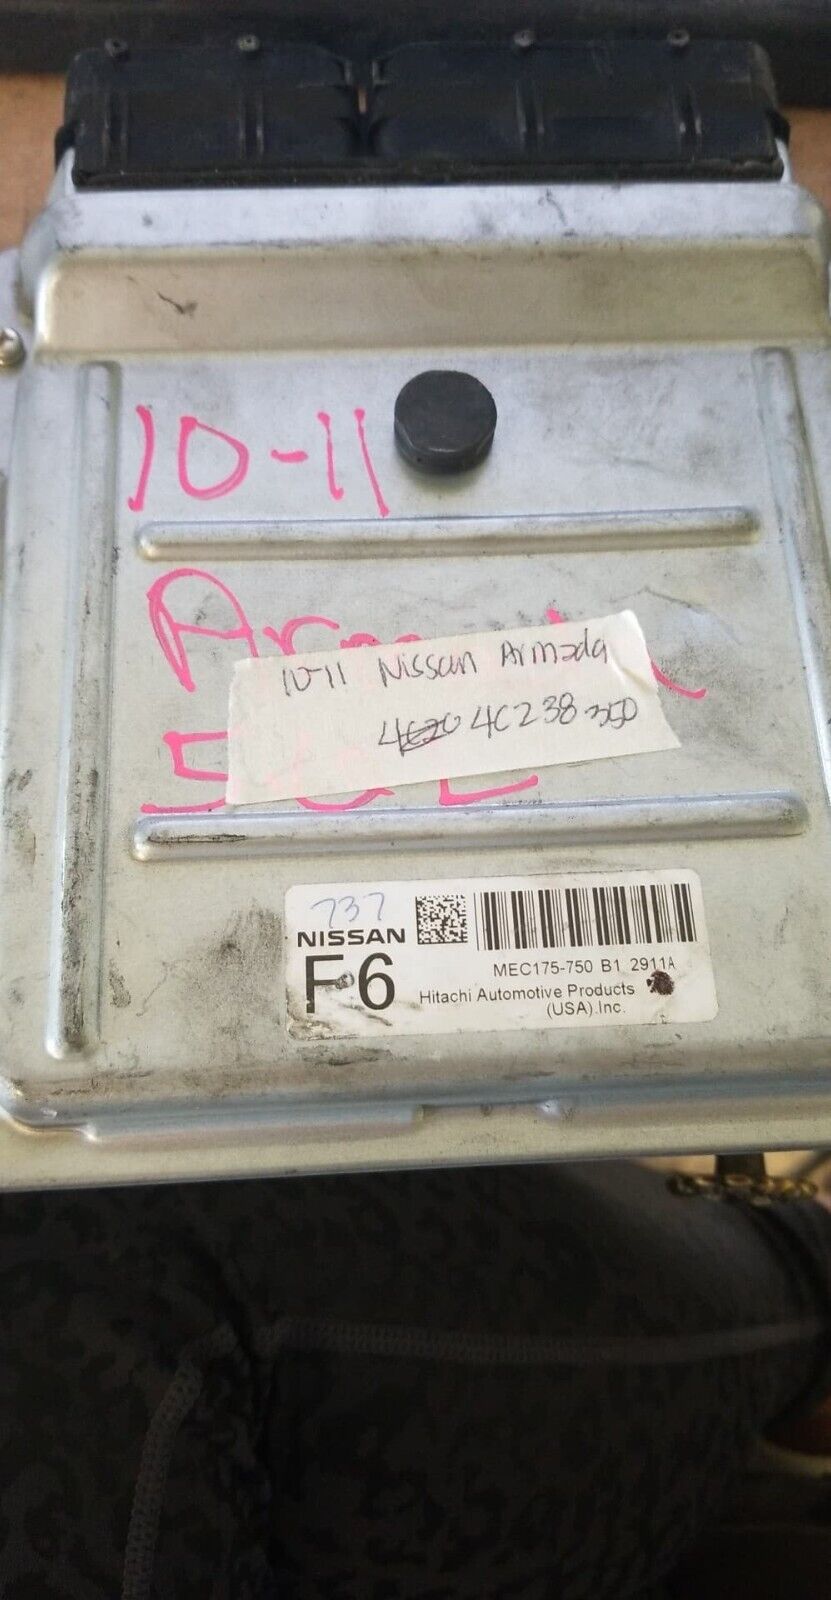 10-11
10-11 Nissan Armada
4C238 350
737
NISSAN
F6
MEC175-750 B1 2911A
Hitachi Automotive Products
(USA).Inc.